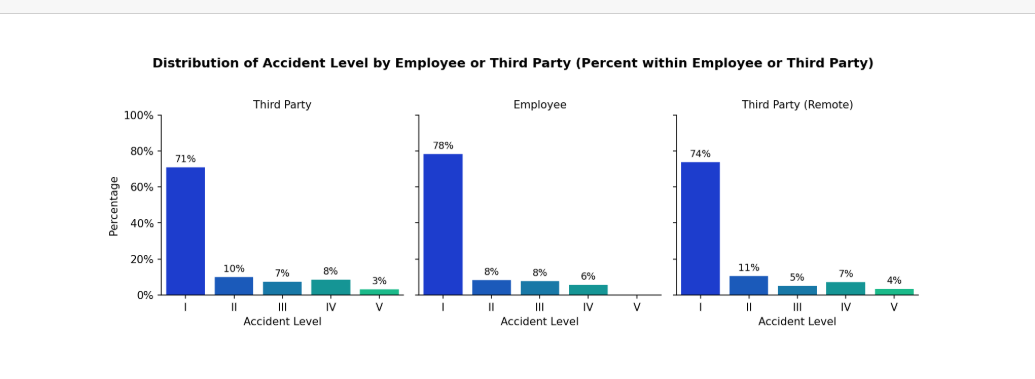 Distribution of Accident Level by Employee or Third Party (Percent within Employee or Third Party)
Third Party
Employee
Third Party (Remote)
Percentage
100%
80%
60%
40%
20%
0%
71%
10%
7%
8%
3%
78%
8%
8%
6%
74%
11%
5%
7%
4%
I II III IV V
I II III IV V
I II III IV V
Accident Level
Accident Level
Accident Level